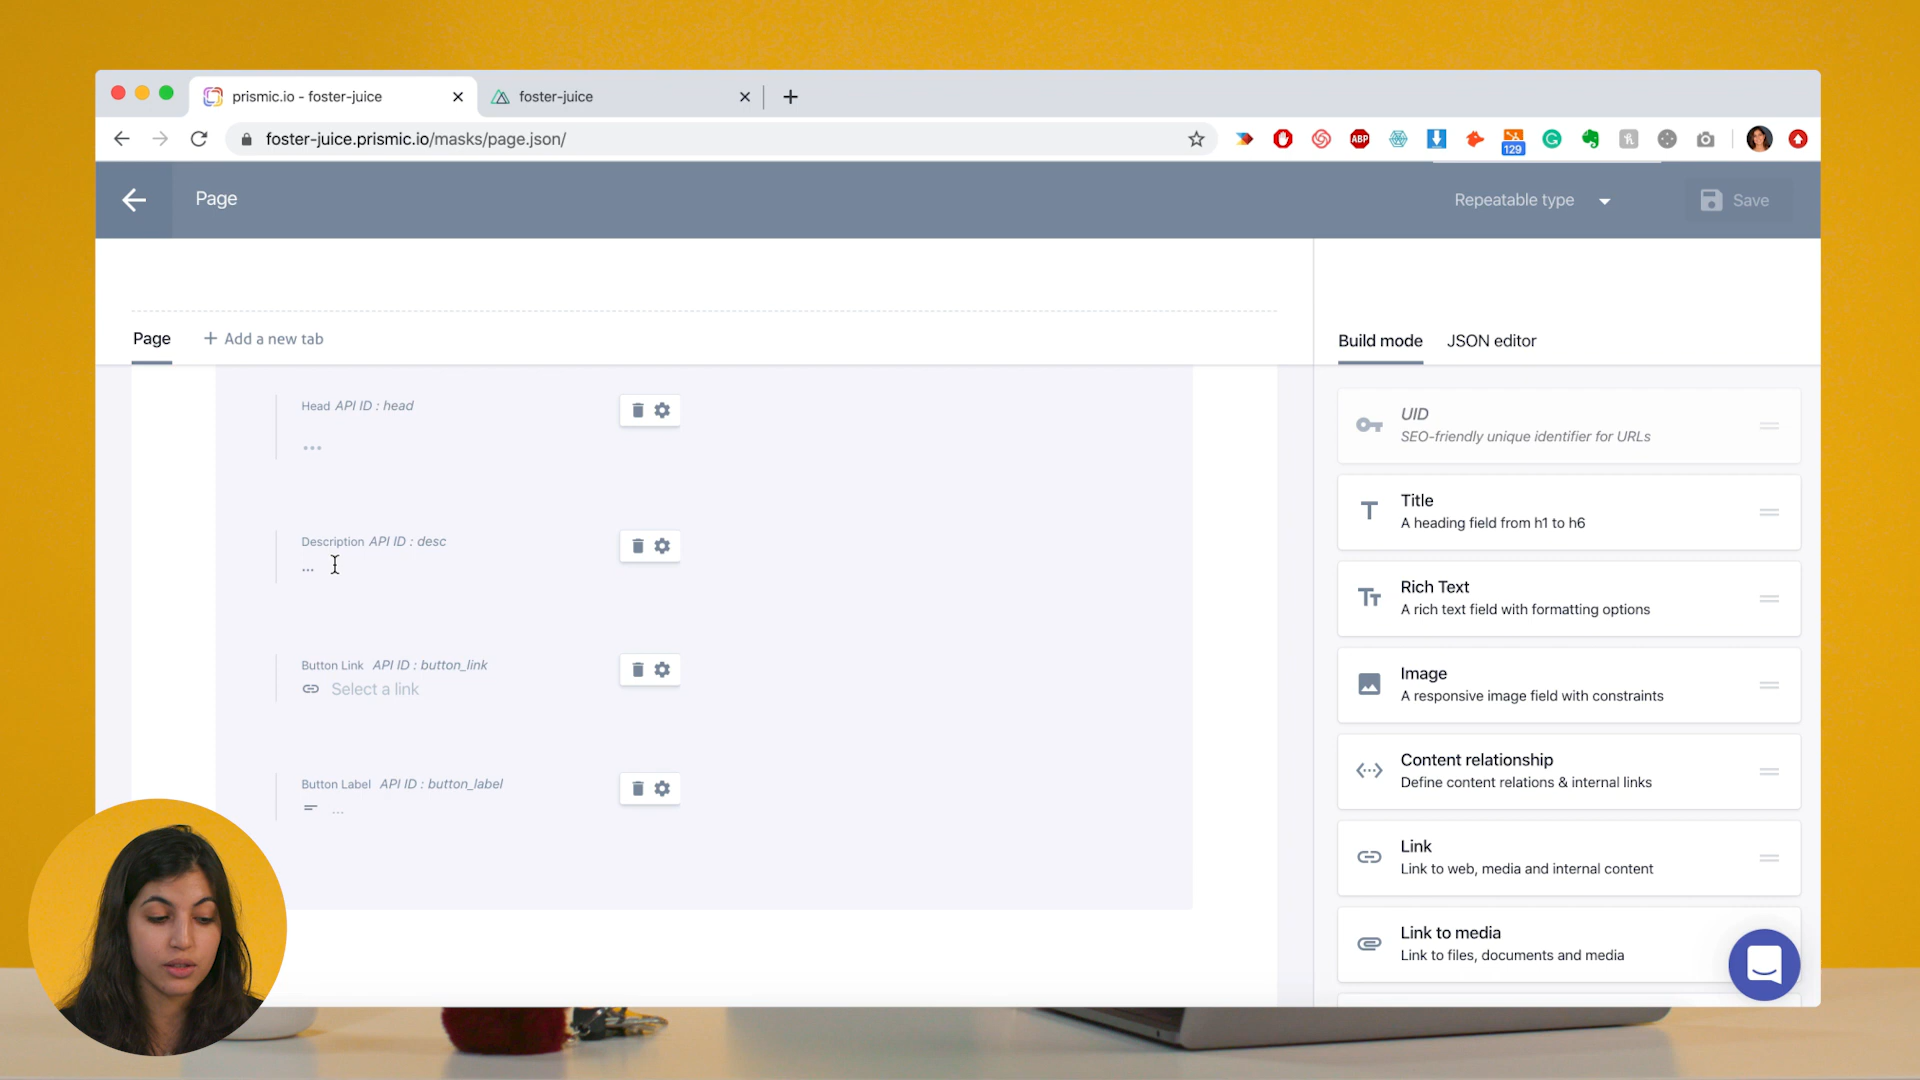 prismic.io - foster-juice
foster-juice
foster-juice.prismic.io/masks/page.json/
ABP
129
Page
Repeatable type
Save
Page
+ Add a new tab
Build mode
JSON editor
Head API ID : head
...
Description API ID : desc
...
Button Link API ID : button_link
Select a link
Button Label API ID : button_label
...
UID
SEO-friendly unique identifier for URLs
Title
A heading field from h1 to h6
Rich Text
A rich text field with formatting options
Image
A responsive image field with constraints
Content relationship
Define content relations & internal links
Link
Link to web, media and internal content
Link to media
Link to files, documents and media